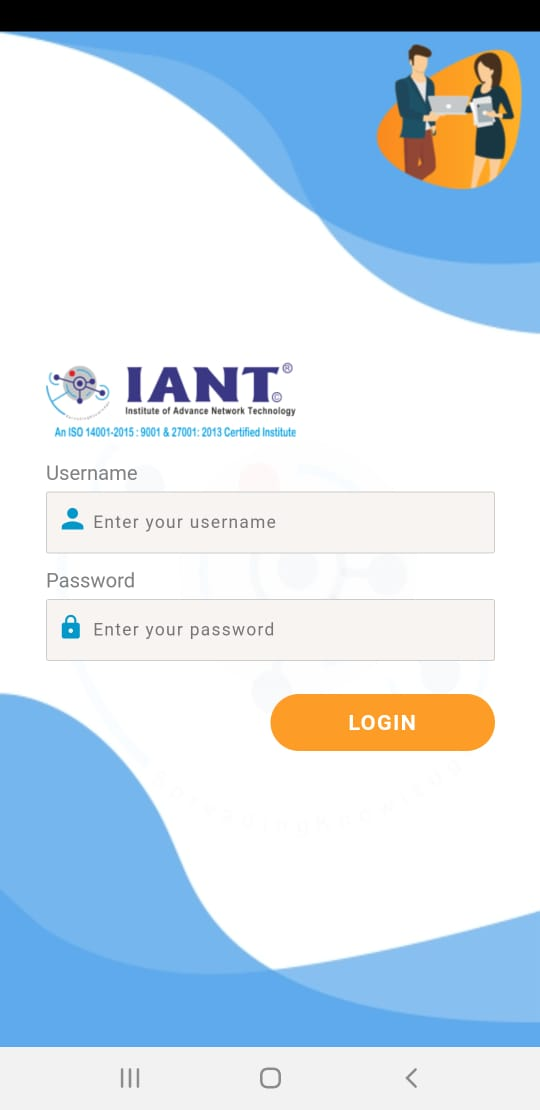 IANT®
©
Institute of Advance Network Technology
An ISO 14001-2015 : 9001 & 27001: 2013 Certified Institute
Username
Enter your username
Password
Enter your password
LOGIN